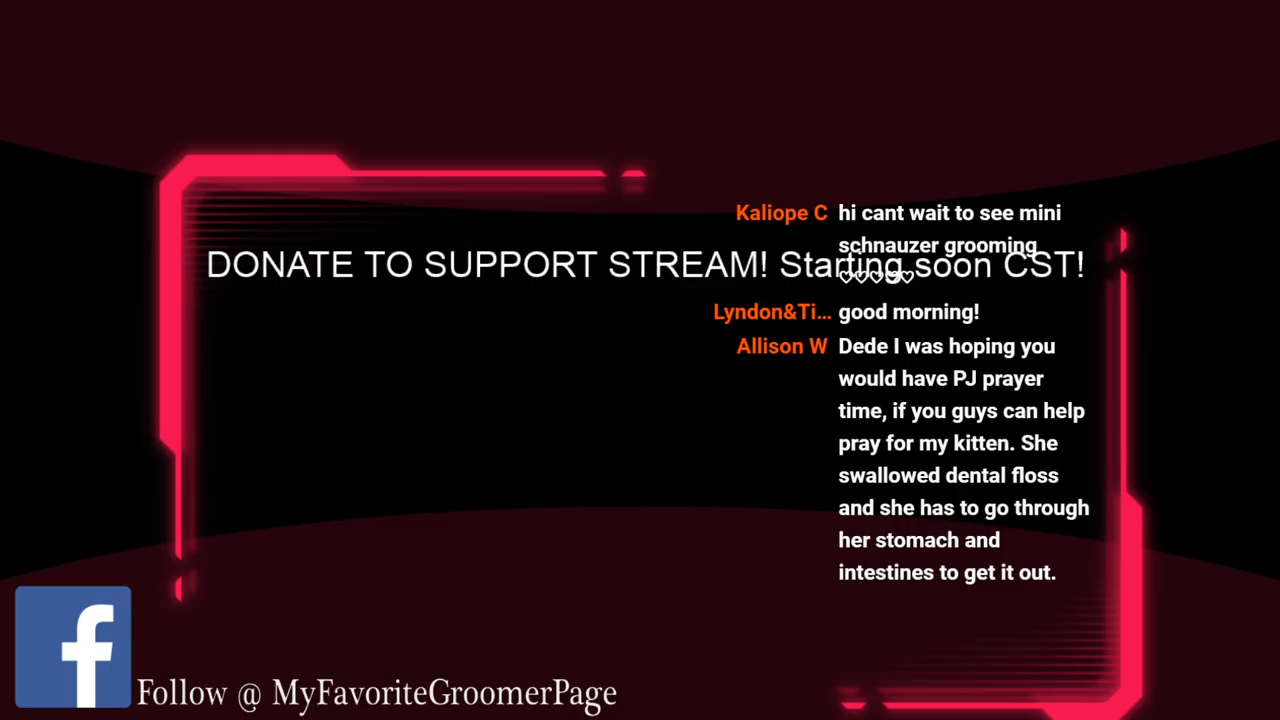 Kaliope C hi cant wait to see mini
schnauzer grooming
DONATE TO SUPPORT STREAM! Starting soon CST!
♡♡♡♡♡
Lyndon&Ti... good morning!
Allison W Dede I was hoping you
would have PJ prayer
time, if you guys can help
pray for my kitten. She
swallowed dental floss
and she has to go through
her stomach and
intestines to get it out.
f
Follow @ MyFavoriteGroomerPage